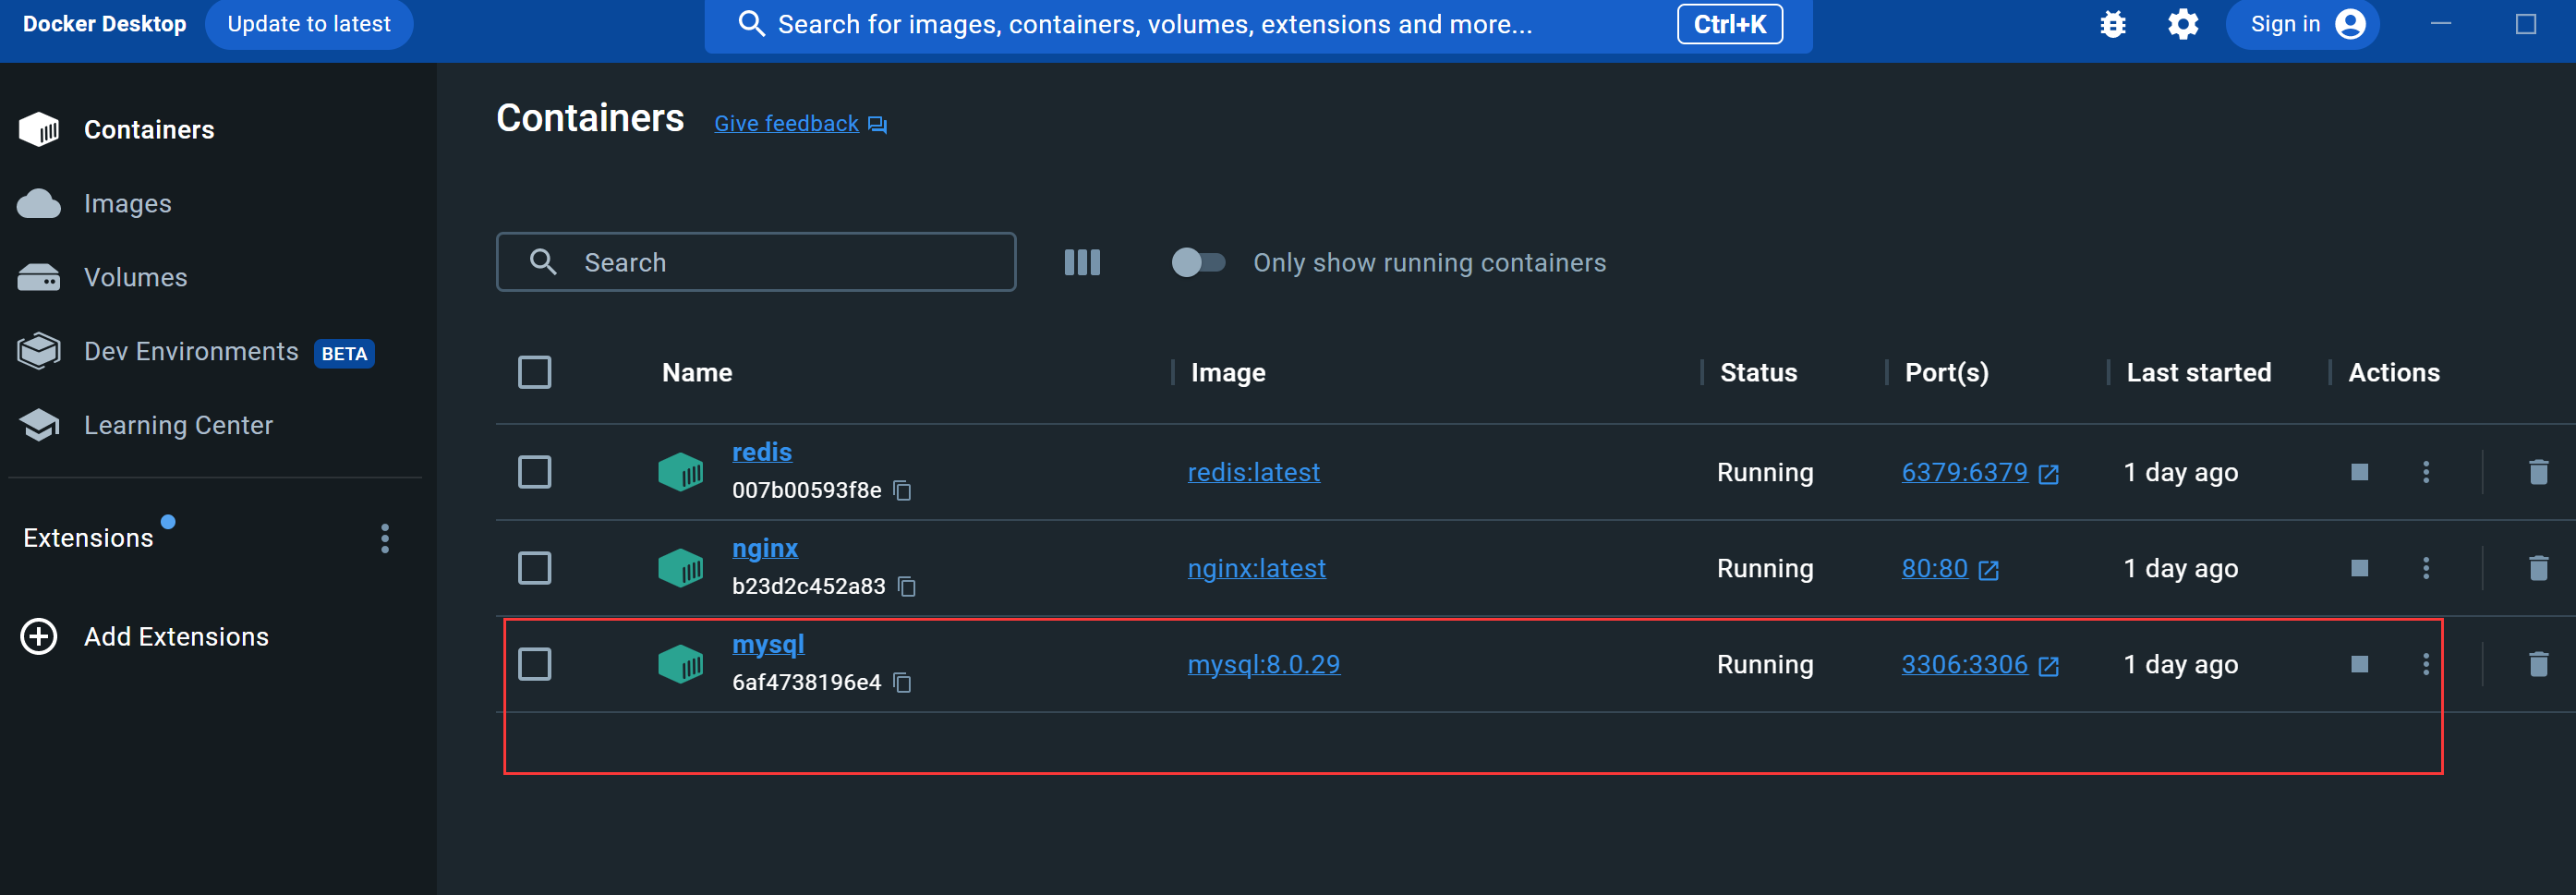 Docker Desktop Update to latest Search for images, containers, volumes, extensions and more... Ctrl+K Sign in
Containers
Images
Volumes
Dev Environments BETA
Learning Center
Extensions
Add Extensions
Containers Give feedback
Search Only show running containers
Name Image Status Port(s) Last started Actions
redis
007b00593f8e
redis:latest Running 6379:6379 1 day ago
nginx
b23d2c452a83
nginx:latest Running 80:80 1 day ago
mysql
6af4738196e4
mysql:8.0.29 Running 3306:3306 1 day ago